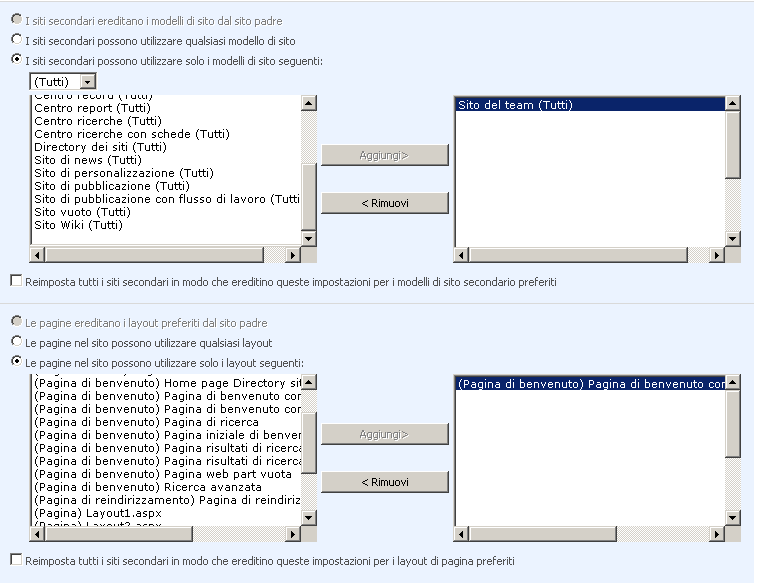 I siti secondari ereditano i modelli di sito dal sito padre
I siti secondari possono utilizzare qualsiasi modello di sito
I siti secondari possono utilizzare solo i modelli di sito seguenti:
(Tutti)
Centro record (Tutti)
Centro report (Tutti)
Centro ricerche (Tutti)
Centro ricerche con schede (Tutti)
Directory dei siti (Tutti)
Sito di news (Tutti)
Sito di personalizzazione (Tutti)
Sito di pubblicazione (Tutti)
Sito di pubblicazione con flusso di lavoro (Tutti
Sito vuoto (Tutti)
Sito Wiki (Tutti)
Aggiungi>
< Rimuovi
Sito del team (Tutti)
Reimposta tutti i siti secondari in modo che ereditino queste impostazioni per i modelli di sito secondario preferiti
Le pagine ereditano i layout preferiti dal sito padre
Le pagine nel sito possono utilizzare qualsiasi layout
Le pagine nel sito possono utilizzare solo i layout seguenti:
(Pagina di benvenuto) Home page Directory sit
(Pagina di benvenuto) Pagina di benvenuto con
(Pagina di benvenuto) Pagina di benvenuto con
(Pagina di benvenuto) Pagina di ricerca
(Pagina di benvenuto) Pagina iniziale di benver
(Pagina di benvenuto) Pagina risultati di ricerca
(Pagina di benvenuto) Pagina risultati di ricerca
(Pagina di benvenuto) Pagina web part vuota
(Pagina di benvenuto) Ricerca avanzata
(Pagina di reindirizzamento) Pagina di reindiriz
(Pagina) Layout1.aspx
(Pagina) Layout2.aspx
Aggiungi>
< Rimuovi
(Pagina di benvenuto) Pagina di benvenuto con
Reimposta tutti i siti secondari in modo che ereditino queste impostazioni per i layout di pagina preferiti